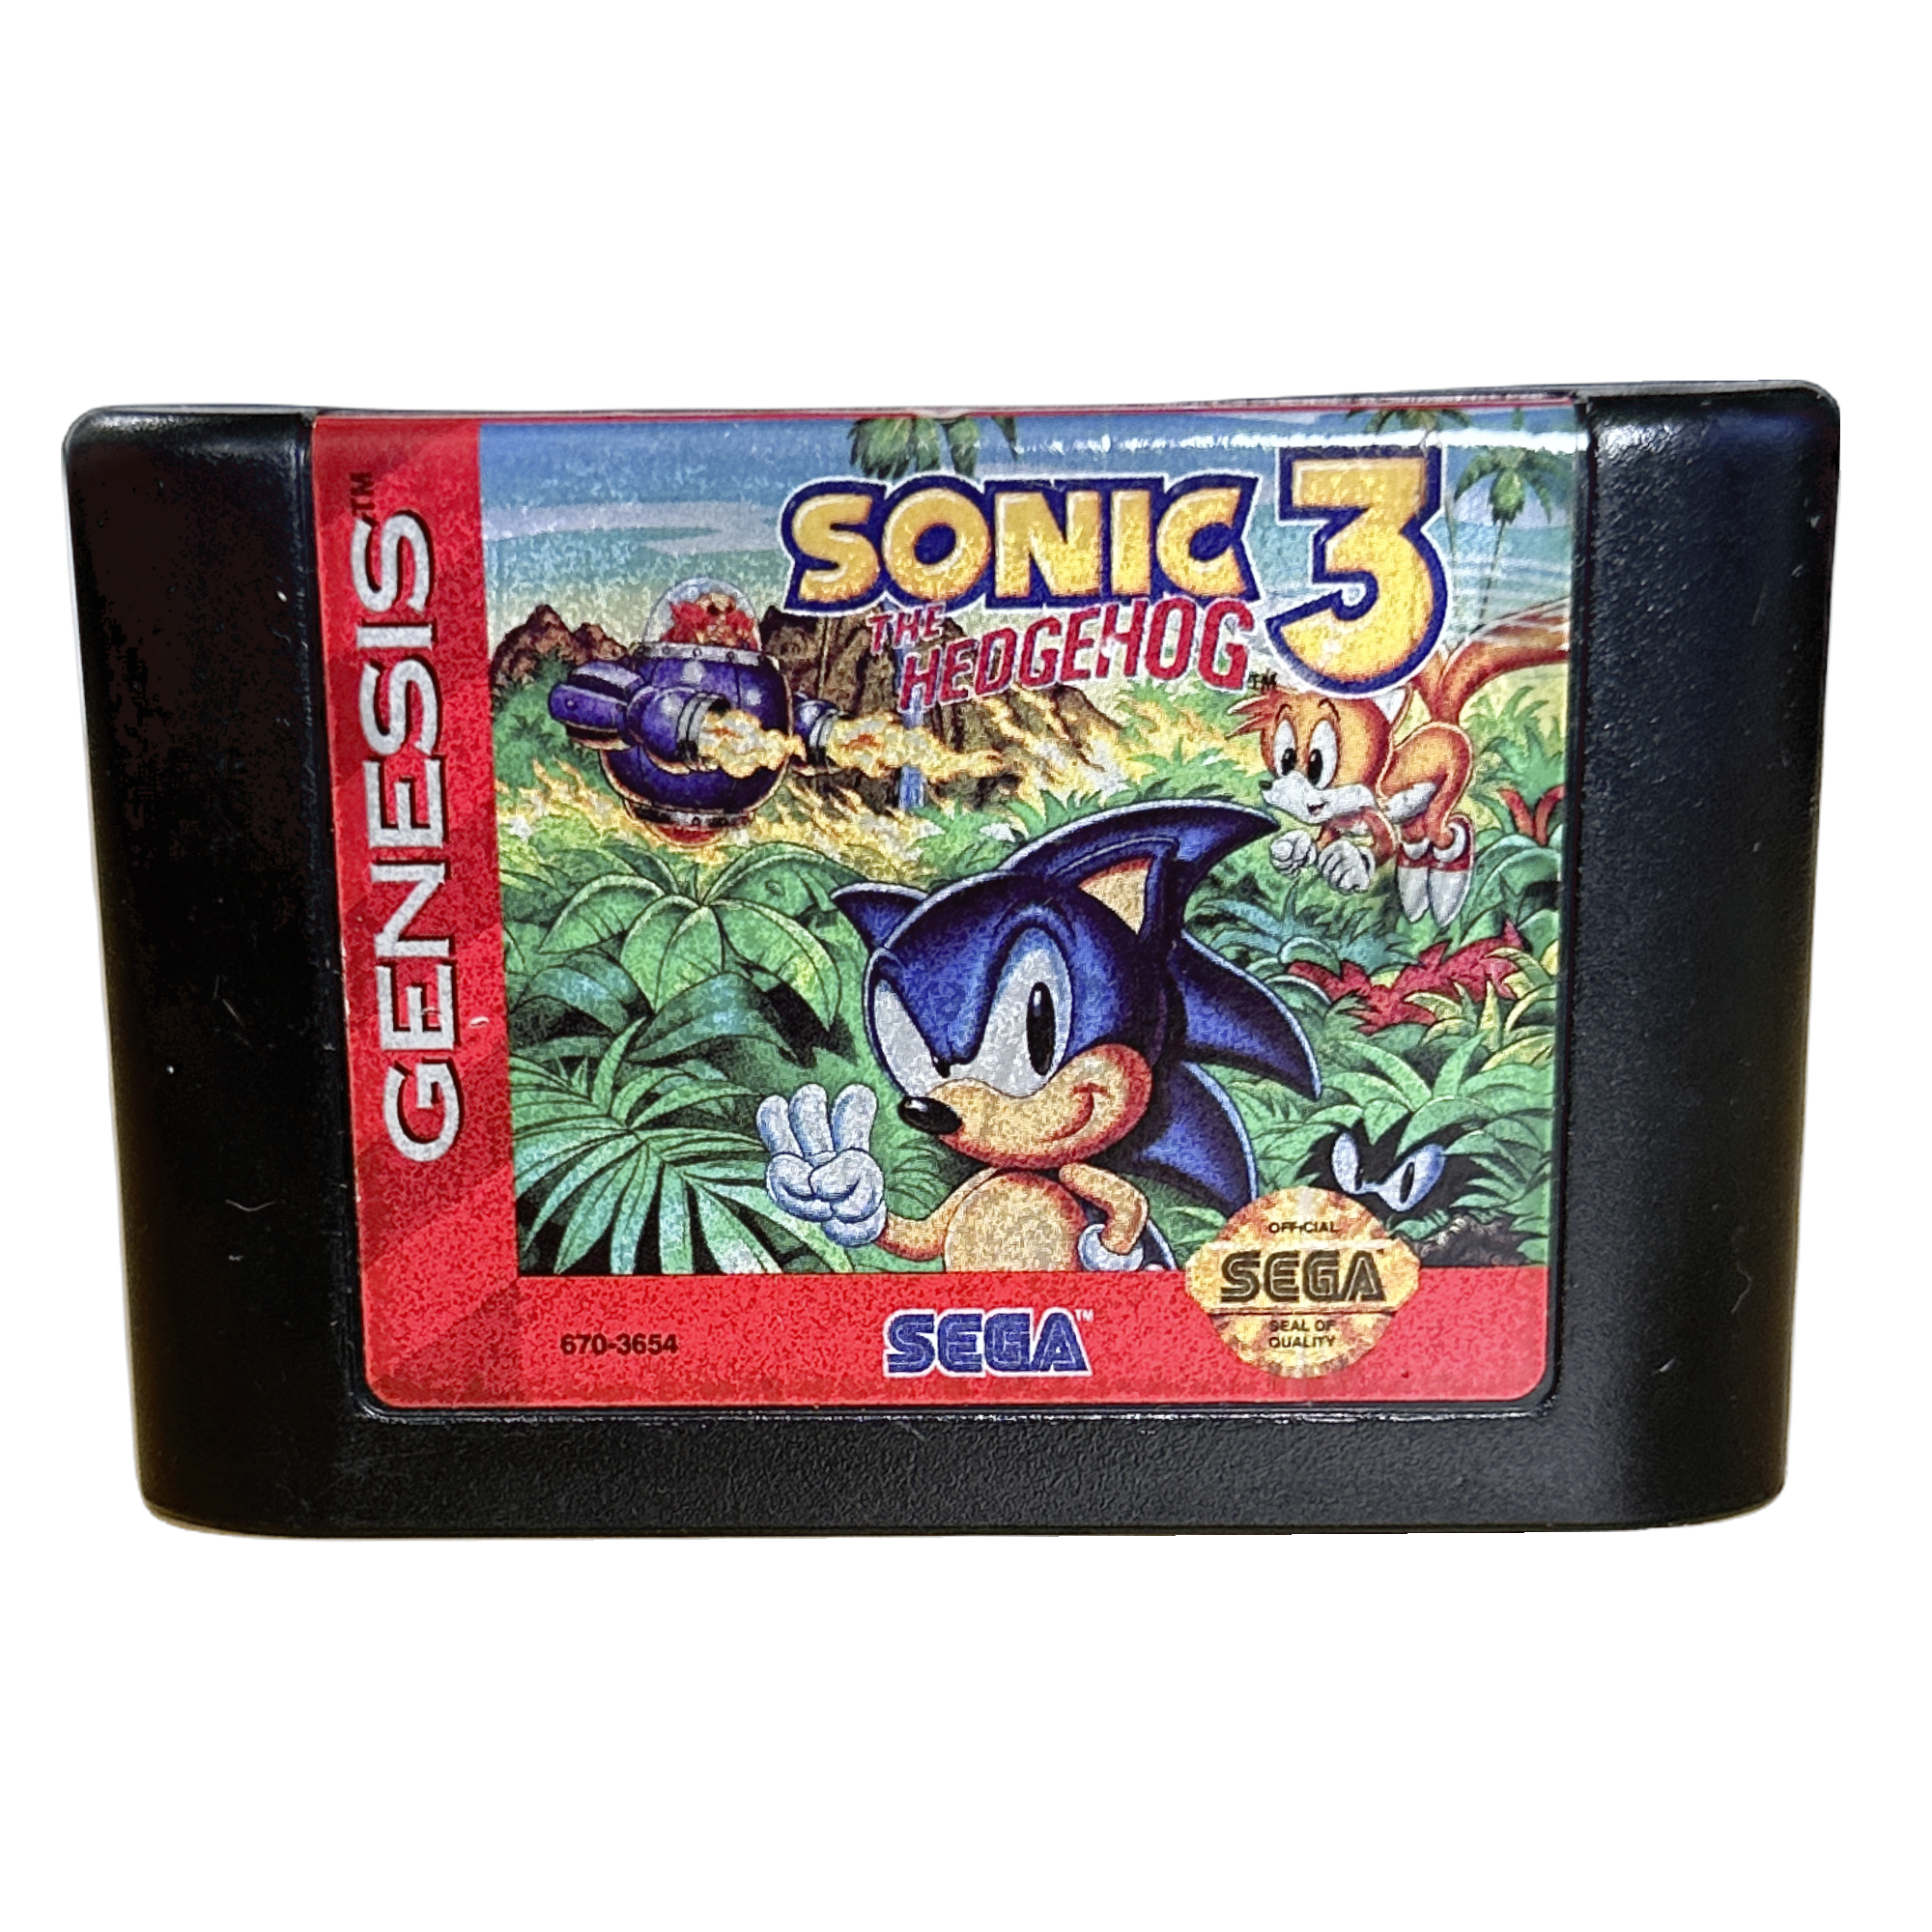 GENESIS™
SONIC 3
THE
HEDGEHOG™
OFFICIAL
SEGA
SEAL OF
QUALITY
670-3654
SEGA™